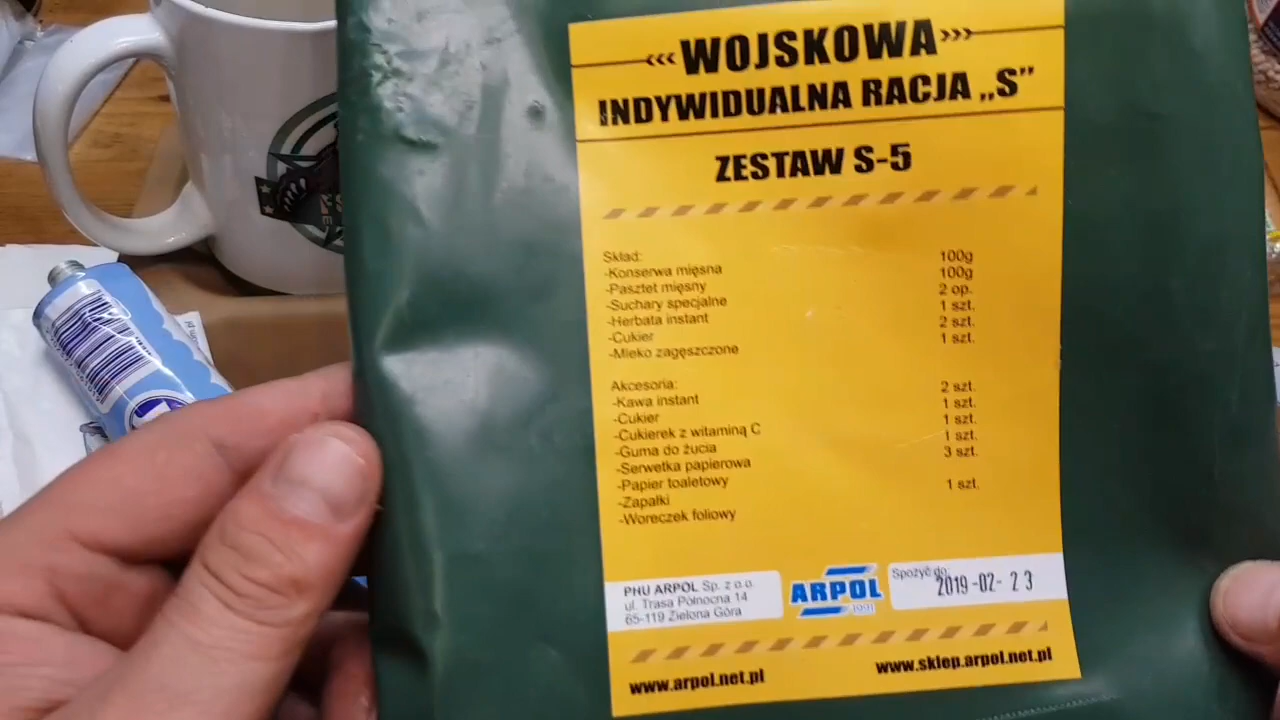 ‹‹‹ WOJSKOWA ›››
INDYWIDUALNA RACJA „S”
ZESTAW S-5
Skład:
-Konserwa mięsna 100g
-Pasztet mięsny 100g
-Suchary specjalne 2 op.
-Herbata instant 1 szt.
-Cukier 2 szt.
-Mleko zagęszczone 1 szt.
Akcesoria:
-Kawa instant 2 szt.
-Cukier 1 szt.
-Cukierek z witaminą C 1 szt.
-Guma do żucia 1 szt.
-Serwetka papierowa 3 szt.
-Papier toaletowy
-Zapałki 1 szt.
-Woreczek foliowy
PHU ARPOL Sp. z o.o.
ul. Trasa Północna 14
65-119 Zielona Góra
ARPOL
1991
Spożyć do:
2019-02-23
www.arpol.net.pl
www.sklep.arpol.net.pl